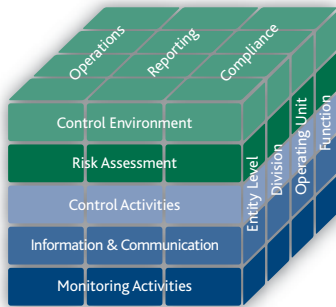 Operations
Reporting
Compliance
Control Environment
Risk Assessment
Control Activities
Information & Communication
Monitoring Activities
Entity Level
Division
Operating Unit
Function